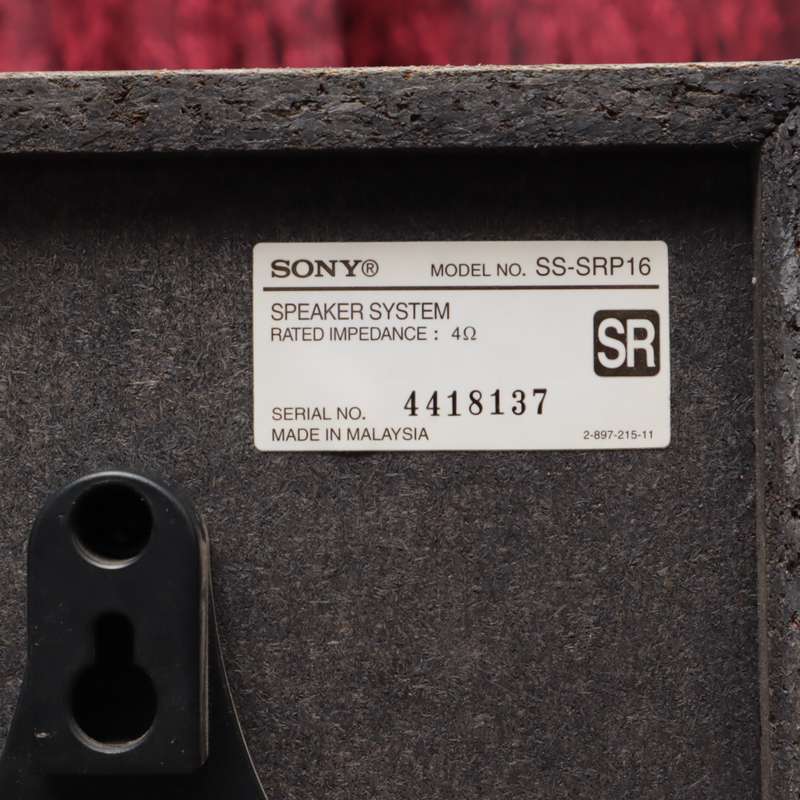 SONY® MODEL NO. SS-SRP16
SPEAKER SYSTEM
RATED IMPEDANCE : 4Ω
SR
SERIAL NO. 4418137
MADE IN MALAYSIA 2-897-215-11